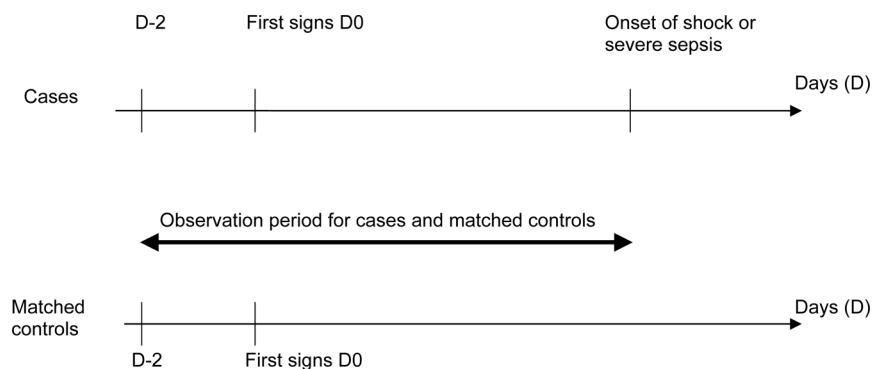 D-2
First signs D0
Onset of shock or
severe sepsis
Cases
Days (D)
Observation period for cases and matched controls
Matched
controls
Days (D)
D-2
First signs D0